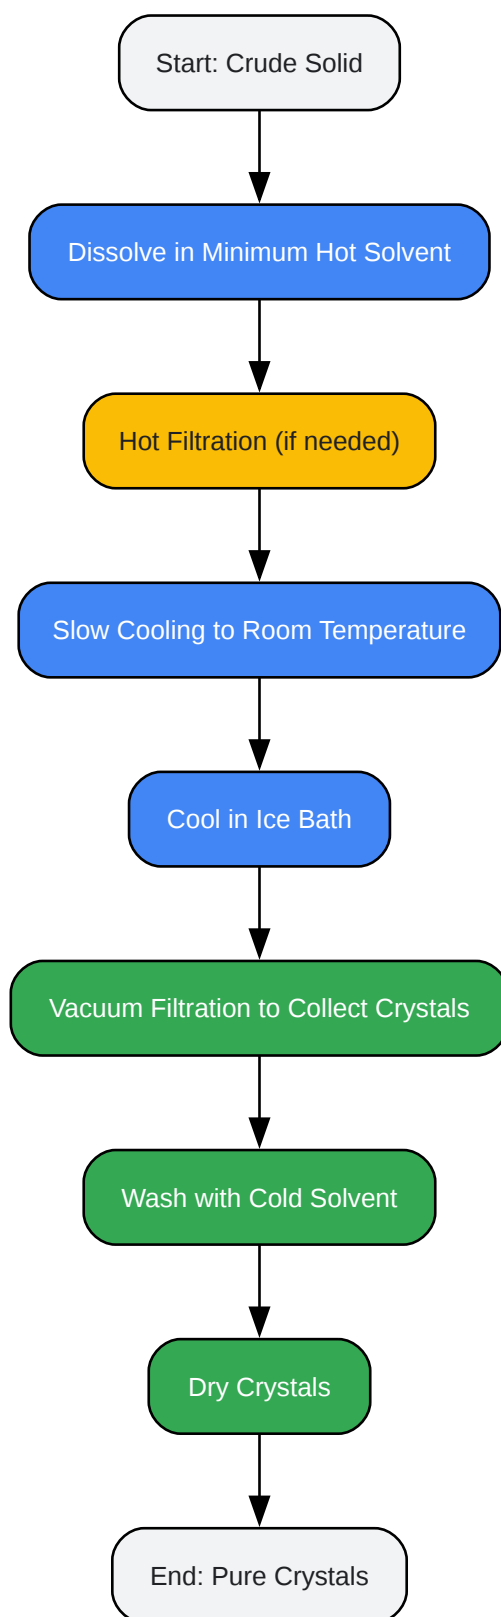 Start: Crude Solid
Dissolve in Minimum Hot Solvent
Hot Filtration (if needed)
Slow Cooling to Room Temperature
Cool in Ice Bath
Vacuum Filtration to Collect Crystals
Wash with Cold Solvent
Dry Crystals
End: Pure Crystals